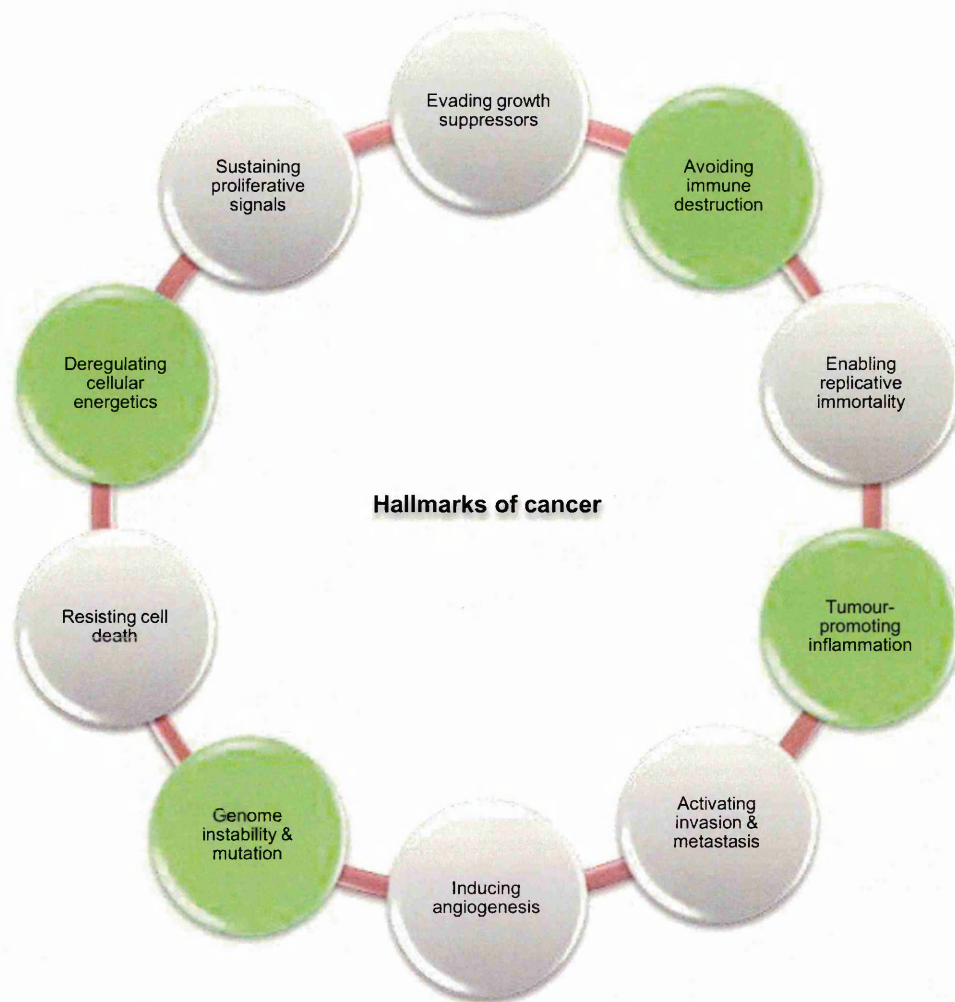 Evading growth
suppressors
Avoiding
immune
destruction
Enabling
replicative
immortality
Tumour-
promoting
inflammation
Activating
invasion &
metastasis
Inducing
angiogenesis
Genome
instability &
mutation
Resisting cell
death
Deregulating
cellular
energetics
Sustaining
proliferative
signals
Hallmarks of cancer